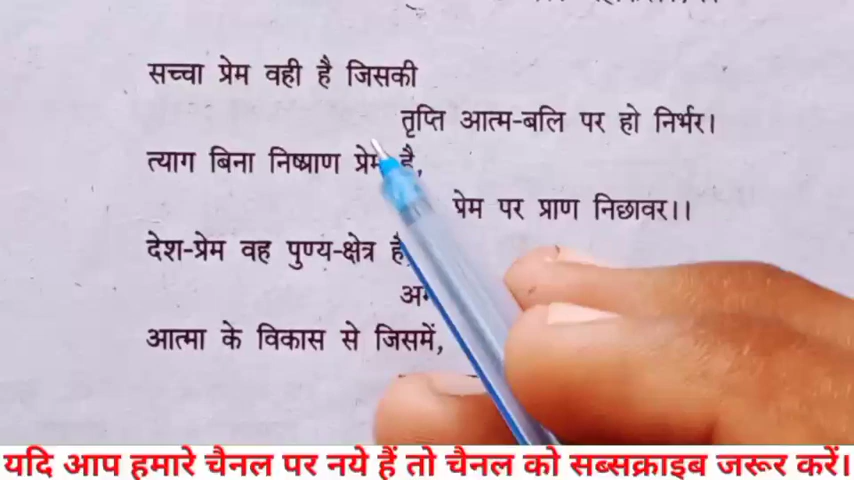 सच्चा प्रेम वही है जिसकी
तृप्ति आत्म-बलि पर हो निर्भर।
त्याग बिना निष्प्राण प्रेम है,
प्रेम पर प्राण निछावर।।
देश-प्रेम वह पुण्य-क्षेत्र है
आत्मा के विकास से जिसमें,
यदि आप हमारे चैनल पर नये हैं तो चैनल को सब्सक्राइब जरूर करें।